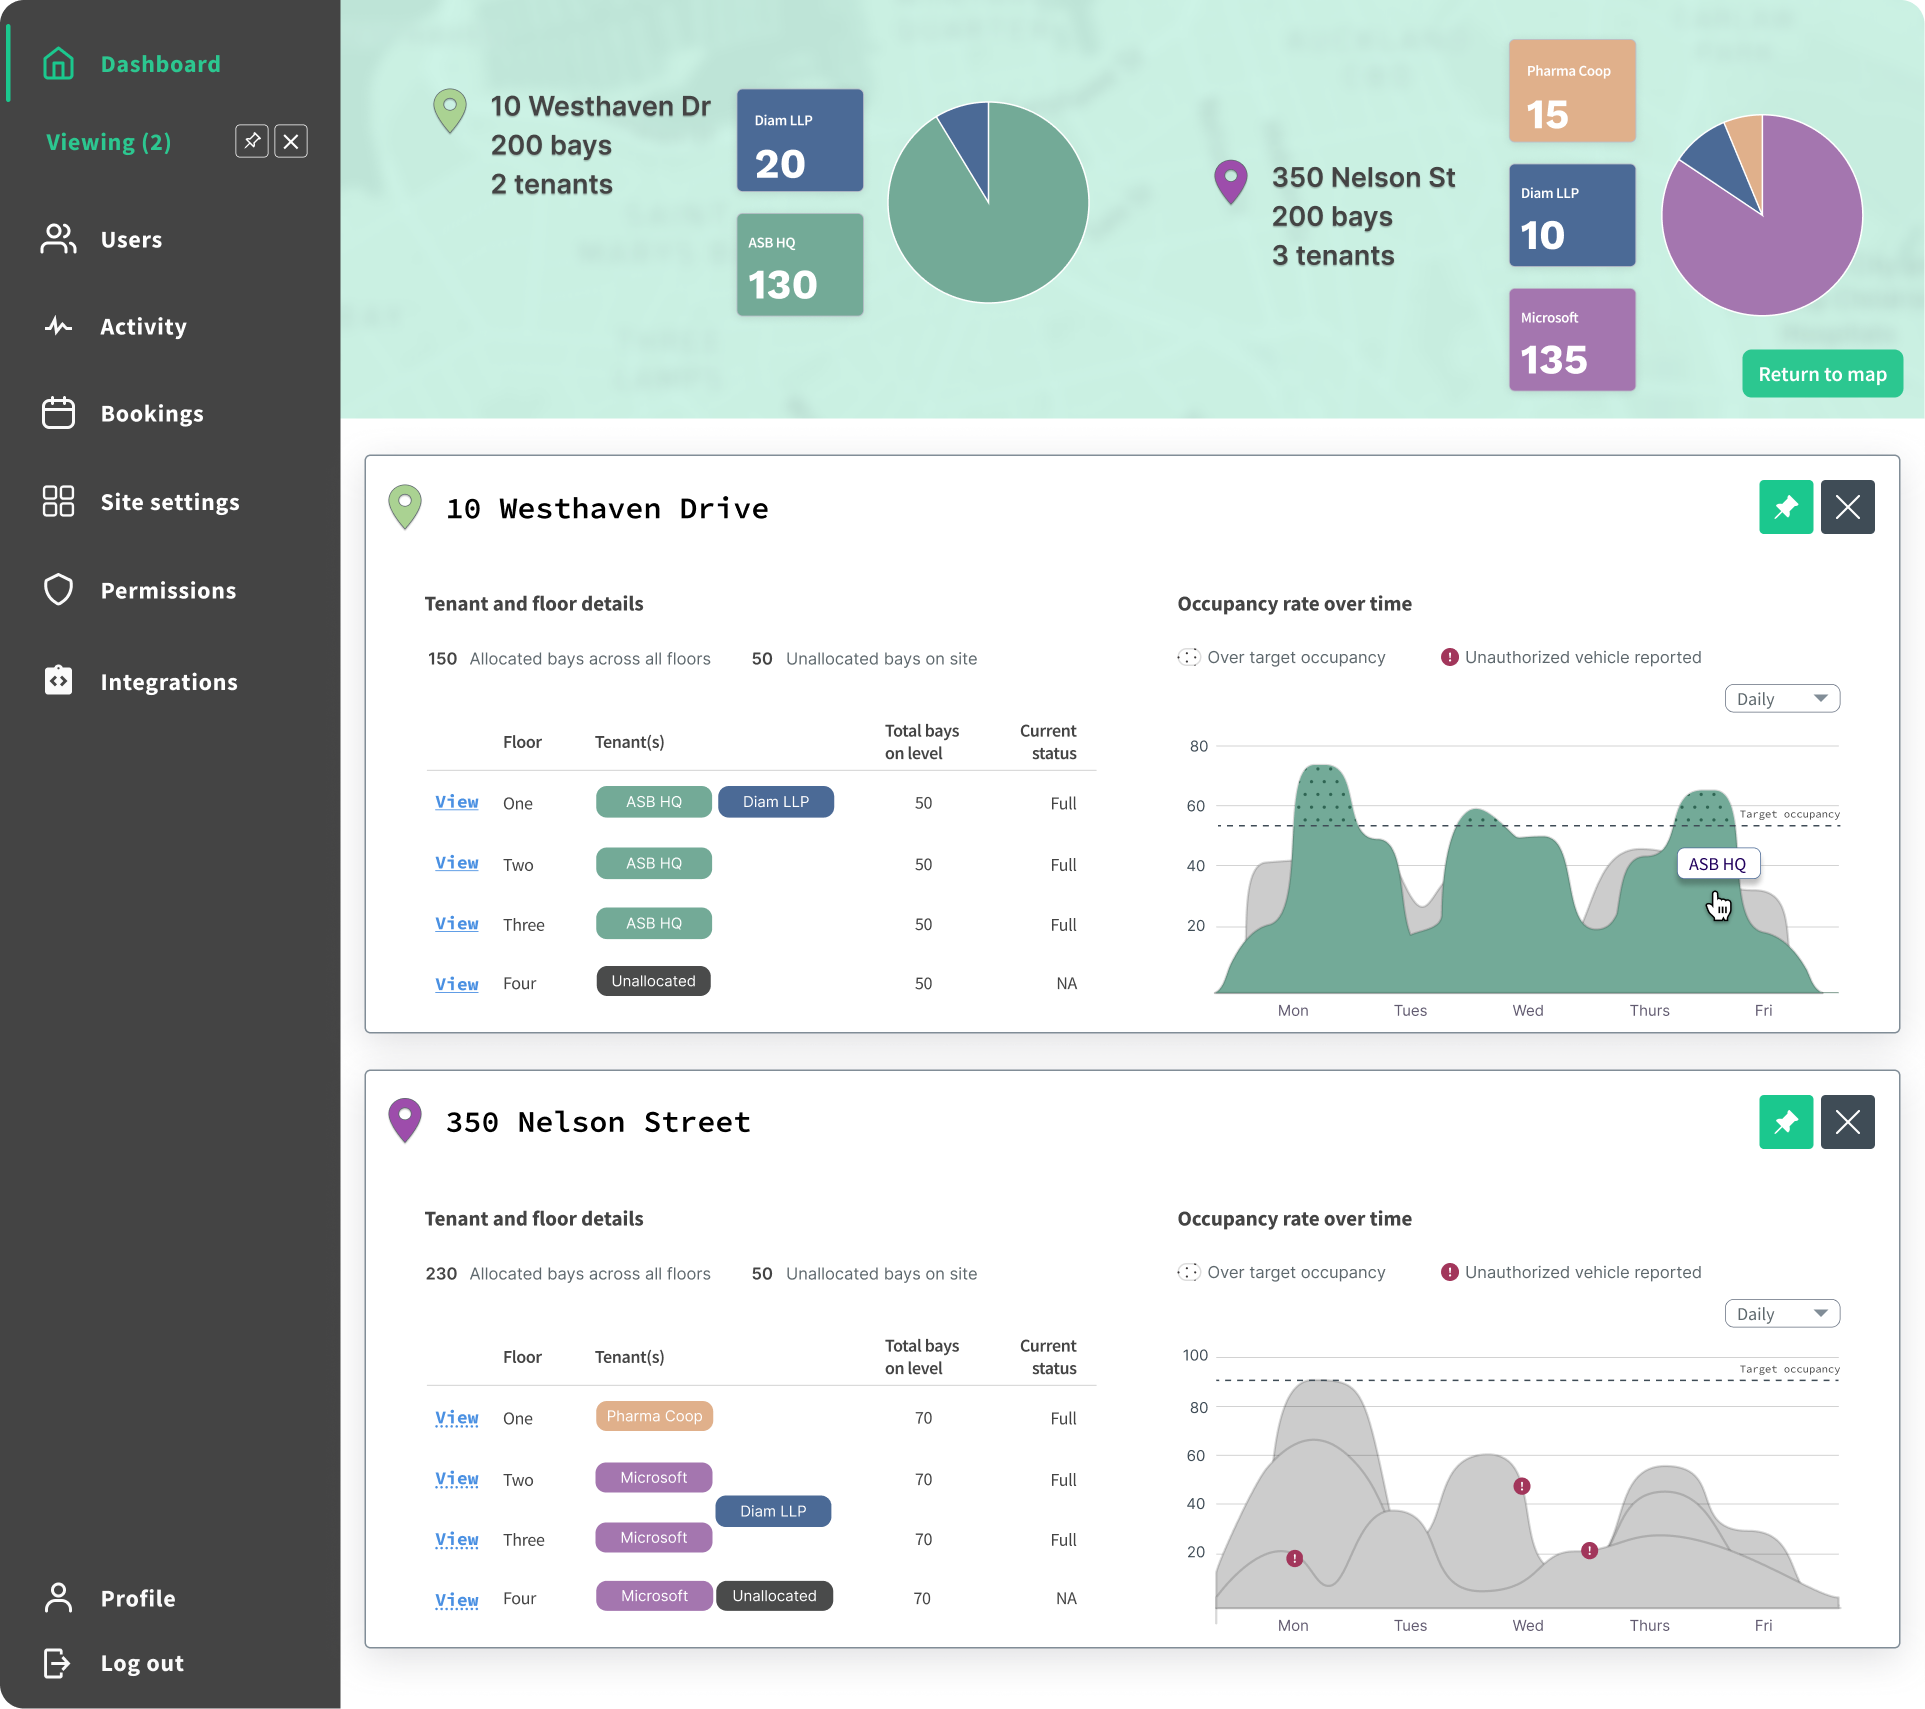 Dashboard
Viewing (2)
Users
Activity
Bookings
Site settings
Permissions
Integrations
Profile
Log out
10 Westhaven Dr
200 bays
2 tenants
Diam LLP
20
ASB HQ
130
350 Nelson St
200 bays
3 tenants
Pharma Coop
15
Diam LLP
10
Microsoft
135
Return to map
10 Westhaven Drive
Tenant and floor details
150 Allocated bays across all floors 50 Unallocated bays on site
Floor Tenant(s) Total bays on level Current status
View One ASB HQ Diam LLP 50 Full
View Two ASB HQ 50 Full
View Three ASB HQ 50 Full
View Four Unallocated 50 NA
Occupancy rate over time
Over target occupancy ! Unauthorized vehicle reported
Daily
80
60
Target occupancy
40
ASB HQ
20
Mon Tues Wed Thurs Fri
350 Nelson Street
Tenant and floor details
230 Allocated bays across all floors 50 Unallocated bays on site
Floor Tenant(s) Total bays on level Current status
View One Pharma Coop 70 Full
View Two Microsoft 70 Full
Diam LLP
View Three Microsoft 70 Full
View Four Microsoft Unallocated 70 NA
Occupancy rate over time
Over target occupancy ! Unauthorized vehicle reported
Daily
100
Target occupancy
80
60
!
40
20
! !
Mon Tues Wed Thurs Fri